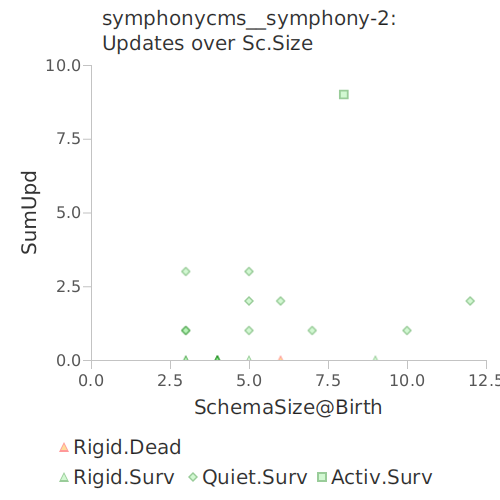 symphonycms__symphony-2:
Updates over Sc.Size
10.0
7.5
5.0
2.5
0.0
SumUpd
0.0 2.5 5.0 7.5 10.0 12.5
SchemaSize@Birth
Rigid.Dead
Rigid.Surv Quiet.Surv Activ.Surv